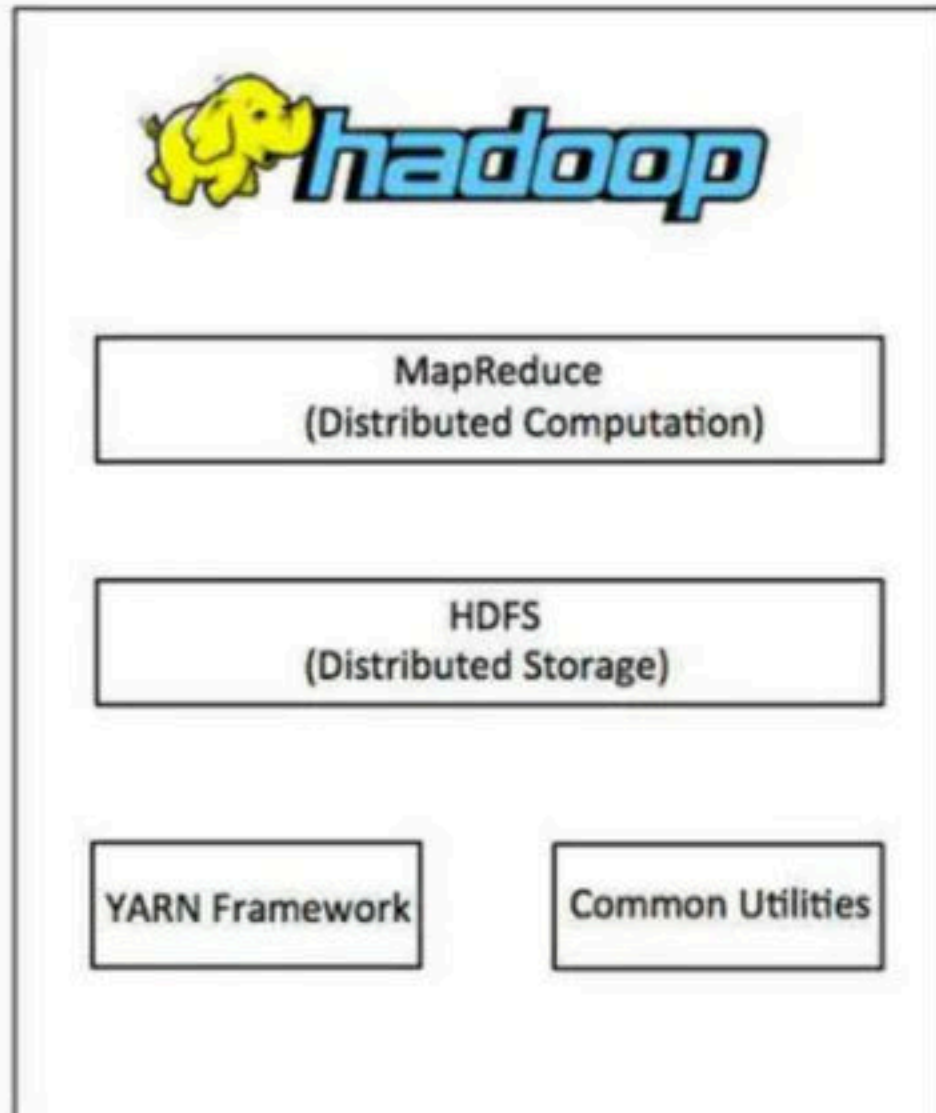 hadoop
MapReduce
(Distributed Computation)
HDFS
(Distributed Storage)
YARN Framework
Common Utilities